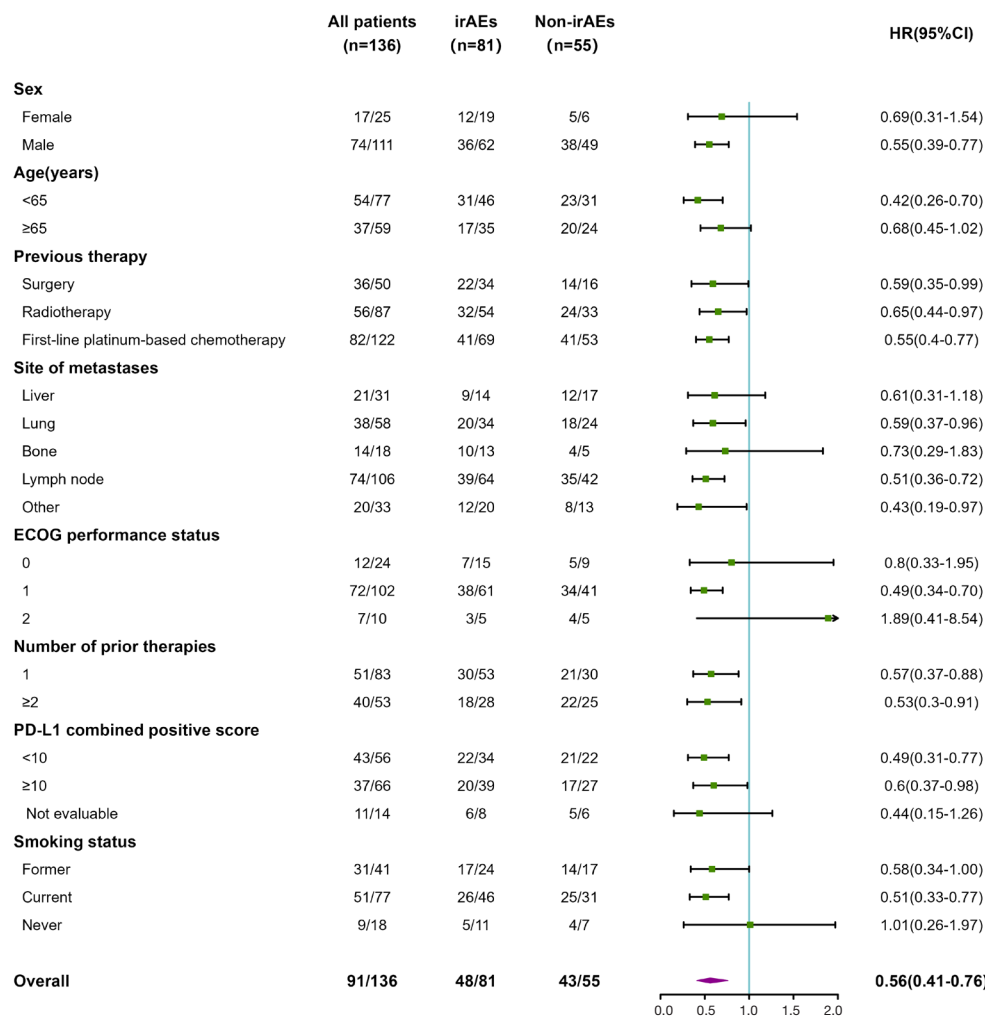 All patients irAEs Non-irAEs
(n=136) (n=81) (n=55) HR(95%CI)
Sex
Female 17/25 12/19 5/6 0.69(0.31-1.54)
Male 74/111 36/62 38/49 0.55(0.39-0.77)
Age(years)
<65 54/77 31/46 23/31 0.42(0.26-0.70)
≥65 37/59 17/35 20/24 0.68(0.45-1.02)
Previous therapy
Surgery 36/50 22/34 14/16 0.59(0.35-0.99)
Radiotherapy 56/87 32/54 24/33 0.65(0.44-0.97)
First-line platinum-based chemotherapy 82/122 41/69 41/53 0.55(0.4-0.77)
Site of metastases
Liver 21/31 9/14 12/17 0.61(0.31-1.18)
Lung 38/58 20/34 18/24 0.59(0.37-0.96)
Bone 14/18 10/13 4/5 0.73(0.29-1.83)
Lymph node 74/106 39/64 35/42 0.51(0.36-0.72)
Other 20/33 12/20 8/13 0.43(0.19-0.97)
ECOG performance status
0 12/24 7/15 5/9 0.8(0.33-1.95)
1 72/102 38/61 34/41 0.49(0.34-0.70)
2 7/10 3/5 4/5 1.89(0.41-8.54)
Number of prior therapies
1 51/83 30/53 21/30 0.57(0.37-0.88)
≥2 40/53 18/28 22/25 0.53(0.3-0.91)
PD-L1 combined positive score
<10 43/56 22/34 21/22 0.49(0.31-0.77)
≥10 37/66 20/39 17/27 0.6(0.37-0.98)
Not evaluable 11/14 6/8 5/6 0.44(0.15-1.26)
Smoking status
Former 31/41 17/24 14/17 0.58(0.34-1.00)
Current 51/77 26/46 25/31 0.51(0.33-0.77)
Never 9/18 5/11 4/7 1.01(0.26-1.97)
Overall 91/136 48/81 43/55 0.56(0.41-0.76)
0.0 0.5 1.0 1.5 2.0